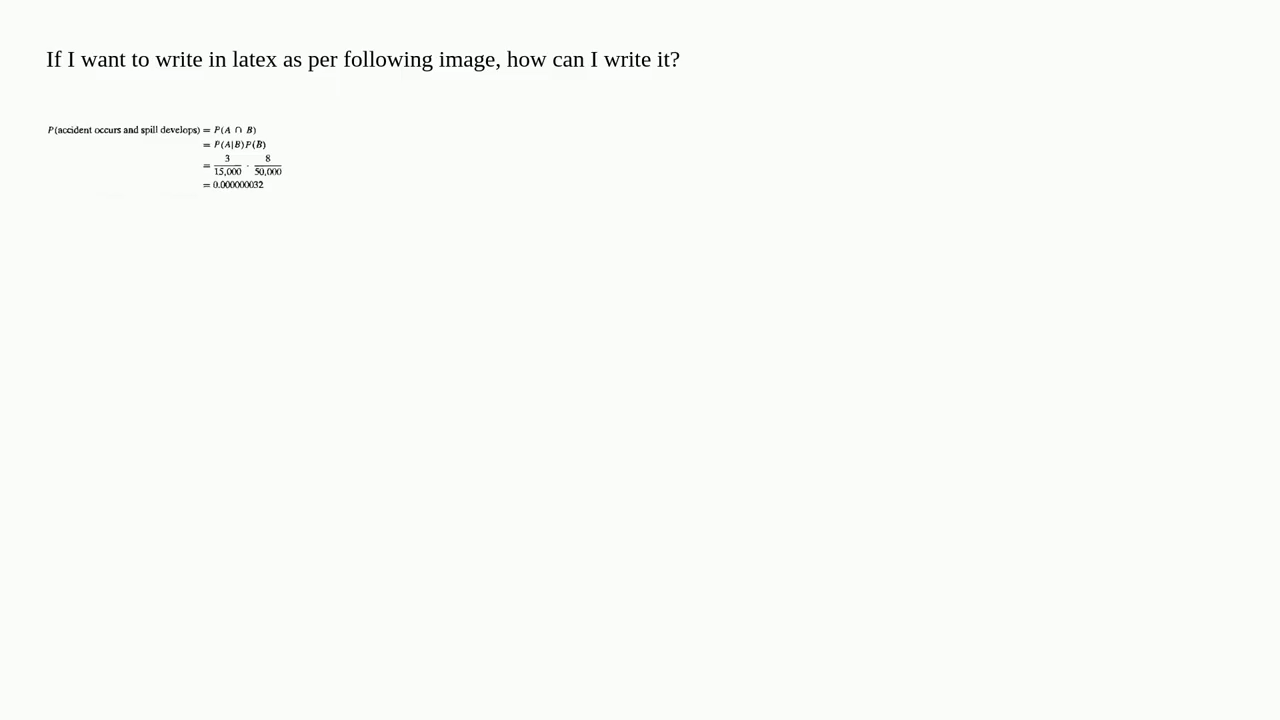 If I want to write in latex as per following image, how can I write it?
P(accident occurs and spill develops) = P(A ∩ B)
= P(A|B)P(B)
= 3/15,000 · 8/50,000
= 0.000000032